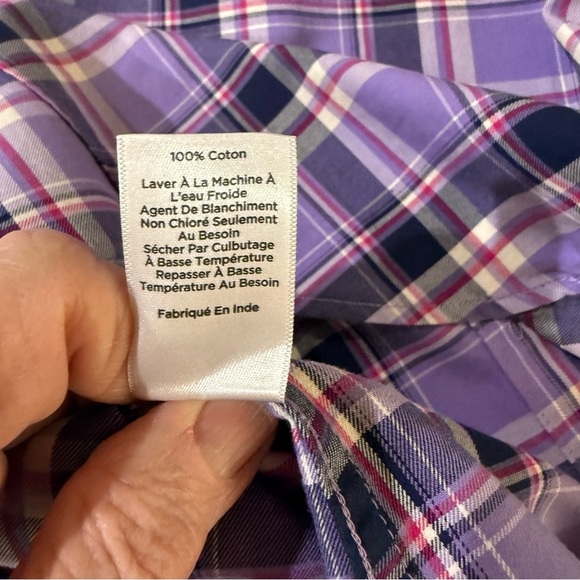 100% Coton
Laver À La Machine À
L'eau Froide
Agent De Blanchiment
Non Chloré Seulement
Au Besoin
Sécher Par Culbutage
À Basse Température
Repasser À Basse
Température Au Besoin
Fabriqué En Inde